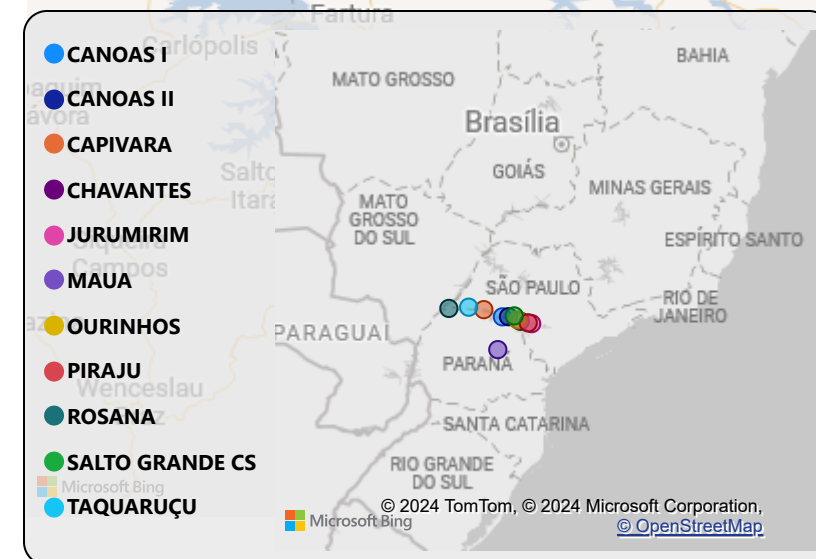 Fartura
Carlópolis
CANOAS I
CANOAS II
CAPIVARA
CHAVANTES
JURUMIRIM
MAUA
OURINHOS
PIRAJU
ROSANA
SALTO GRANDE CS
TAQUARUÇU
Salto
Campos
Wenceslau
Microsoft Bing
BAHIA
MATO GROSSO
Brasília
GOIÁS
MINAS GERAIS
MATO
GROSSO
DO SUL
ESPÍRITO SANTO
SÃO PAULO
RIO DE
JANEIRO
PARAGUAI
PARANÁ
SANTA CATARINA
RIO GRANDE
DO SUL
© 2024 TomTom, © 2024 Microsoft Corporation,
Microsoft Bing
© OpenStreetMap